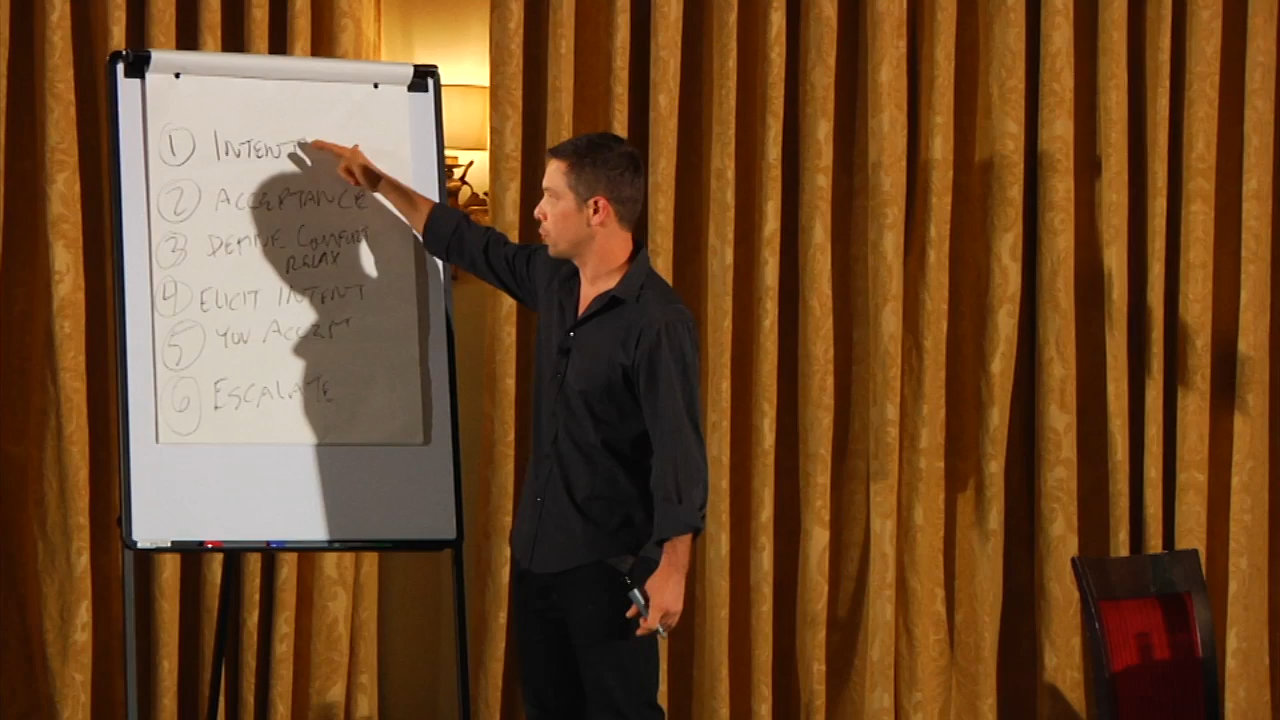 1 INTENT
2 ACCEPTANCE
3 DEFINE COMFORT
RELAX
4 ELICIT INTENT
5 YOU ACCEPT
6 ESCALATE